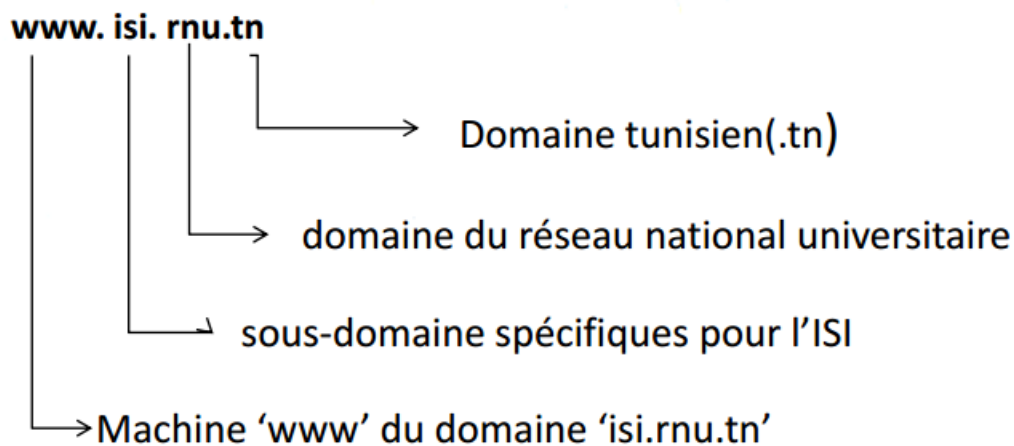 www. isi. rnu.tn
Domaine tunisien(.tn)
domaine du réseau national universitaire
sous-domaine spécifiques pour l’ISI
Machine ‘www’ du domaine ‘isi.rnu.tn’